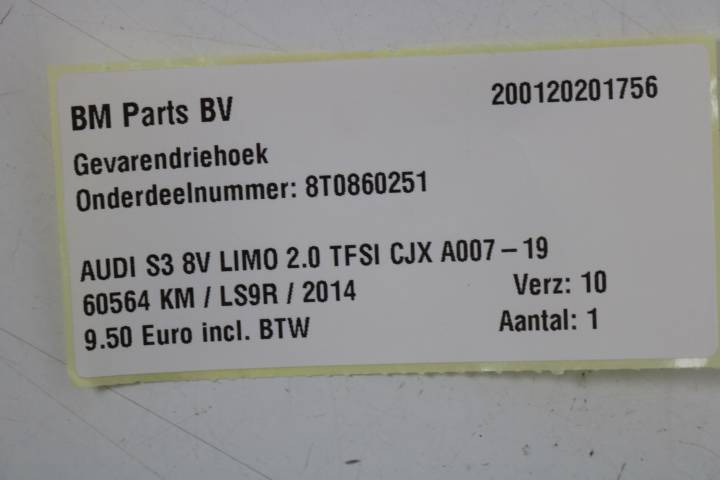 BM Parts BV 200120201756
Gevarendriehoek
Onderdeelnummer: 8T0860251
AUDI S3 8V LIMO 2.0 TFSI CJX A007-19
60564 KM / LS9R / 2014 Verz: 10
9.50 Euro incl. BTW Aantal: 1